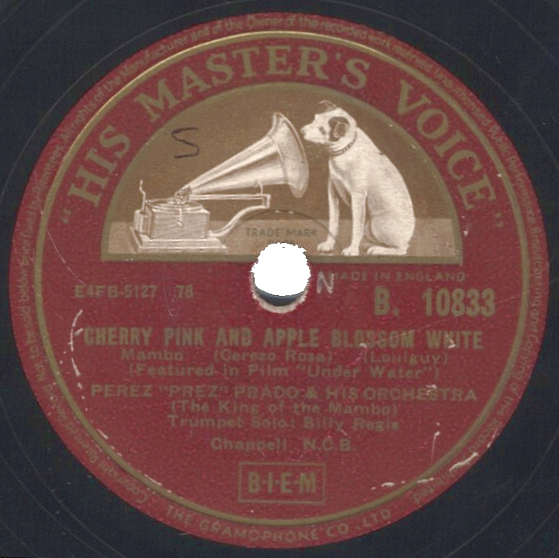 "HIS MASTER'S VOICE"
S
TRADE MARK
N
MADE IN ENGLAND
E4FB-5127 78
B. 10833
CHERRY PINK AND APPLE BLOSSOM WHITE
Mambo (Cerezo Rosa) (Louiguy)
(Featured in Film "Under Water")
PEREZ "PREZ" PRADO & HIS ORCHESTRA
(The King of the Mambo)
Trumpet Solo: Billy Regis
Chappell N.C.B.
B·I·E·M
THE GRAMOPHONE CO. LTD.